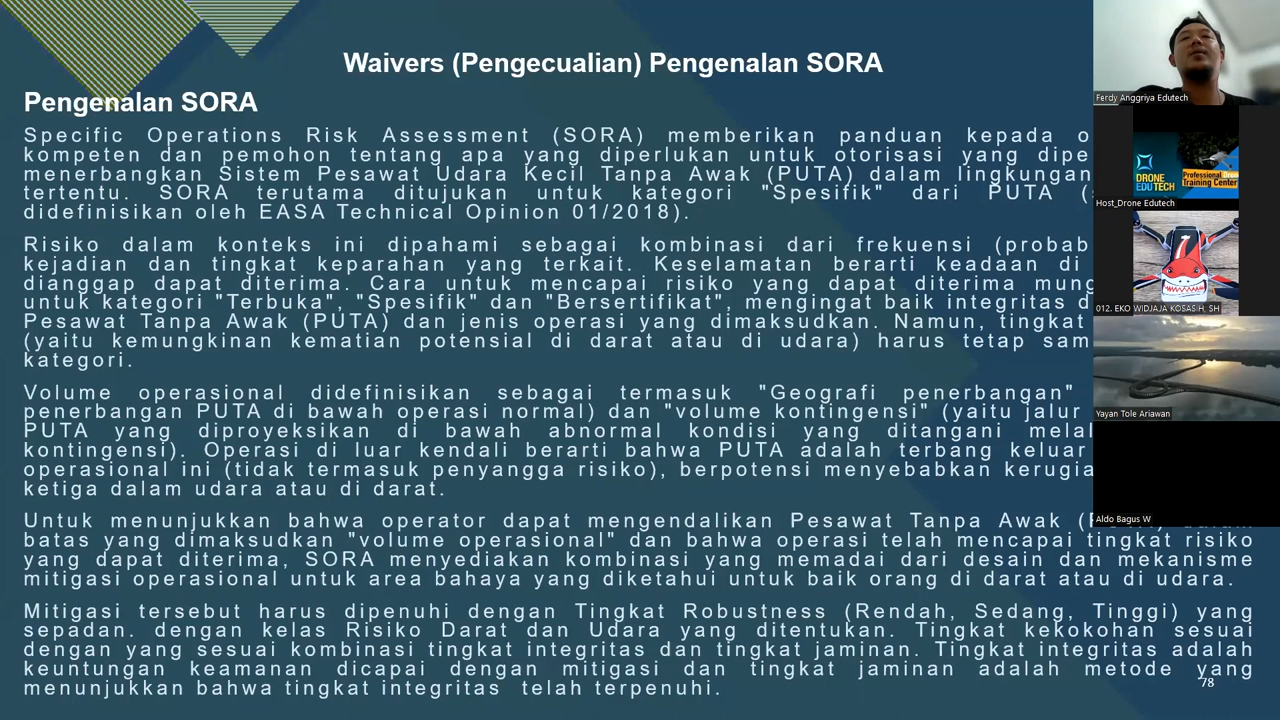 Waivers (Pengecualian) Pengenalan SORA
Pengenalan SORA
Specific Operations Risk Assessment (SORA) memberikan panduan kepada o
kompeten dan pemohon tentang apa yang diperlukan untuk otorisasi yang dipe
menerbangkan Sistem Pesawat Udara Kecil Tanpa Awak (PUTA) dalam lingkungan
tertentu. SORA terutama ditujukan untuk kategori "Spesifik" dari PUTA (s
didefinisikan oleh EASA Technical Opinion 01/2018).
Risiko dalam konteks ini dipahami sebagai kombinasi dari frekuensi (probab
kejadian dan tingkat keparahan yang terkait. Keselamatan berarti keadaan di
dianggap dapat diterima. Cara untuk mencapai risiko yang dapat diterima mung
untuk kategori "Terbuka", "Spesifik" dan "Bersertifikat", mengingat baik integritas d
Pesawat Tanpa Awak (PUTA) dan jenis operasi yang dimaksudkan. Namun, tingkat
(yaitu kemungkinan kematian potensial di darat atau di udara) harus tetap sam
kategori.
Volume operasional didefinisikan sebagai termasuk "Geografi penerbangan"
penerbangan PUTA di bawah operasi normal) dan "volume kontingensi" (yaitu jalur
PUTA yang diproyeksikan di bawah abnormal kondisi yang ditangani melal
kontingensi). Operasi di luar kendali berarti bahwa PUTA adalah terbang keluar
operasional ini (tidak termasuk penyangga risiko), berpotensi menyebabkan kerugia
ketiga dalam udara atau di darat.
Untuk menunjukkan bahwa operator dapat mengendalikan Pesawat Tanpa Awak
batas yang dimaksudkan "volume operasional" dan bahwa operasi telah mencapai tingkat risiko
yang dapat diterima, SORA menyediakan kombinasi yang memadai dari desain dan mekanisme
mitigasi operasional untuk area bahaya yang diketahui untuk baik orang di darat atau di udara.
Mitigasi tersebut harus dipenuhi dengan Tingkat Robustness (Rendah, Sedang, Tinggi) yang
sepadan. dengan kelas Risiko Darat dan Udara yang ditentukan. Tingkat kekokohan sesuai
dengan yang sesuai kombinasi tingkat integritas dan tingkat jaminan. Tingkat integritas adalah
keuntungan keamanan dicapai dengan mitigasi dan tingkat jaminan adalah metode yang
menunjukkan bahwa tingkat integritas telah terpenuhi.
78
Ferdy Anggriya Edutech
DRONE
EDUTECH
Professional Drone
Training Center
Host_Drone Edutech
012. EKO WIDJAJA KOSASIH, SH
Yayan Tole Ariawan
Aldo Bagus W